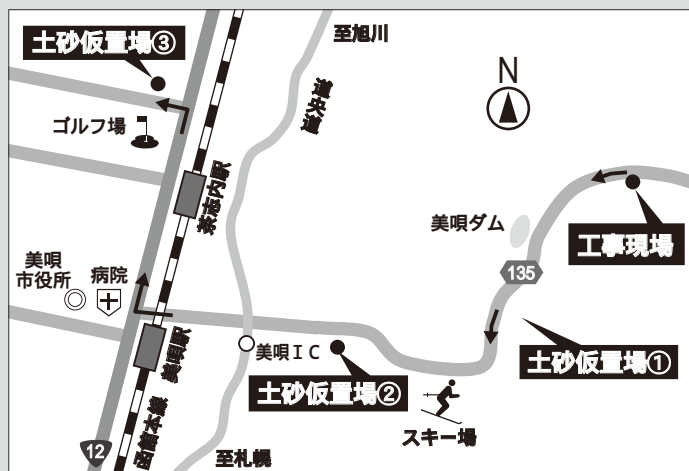 土砂仮置場③
至旭川
道央道
N
ゴルフ場
茶志内駅
美唄ダム
工事現場
135
美唄
市役所
病院
美唄駅
函館本線
美唄IC
土砂仮置場①
土砂仮置場②
スキー場
12
至札幌